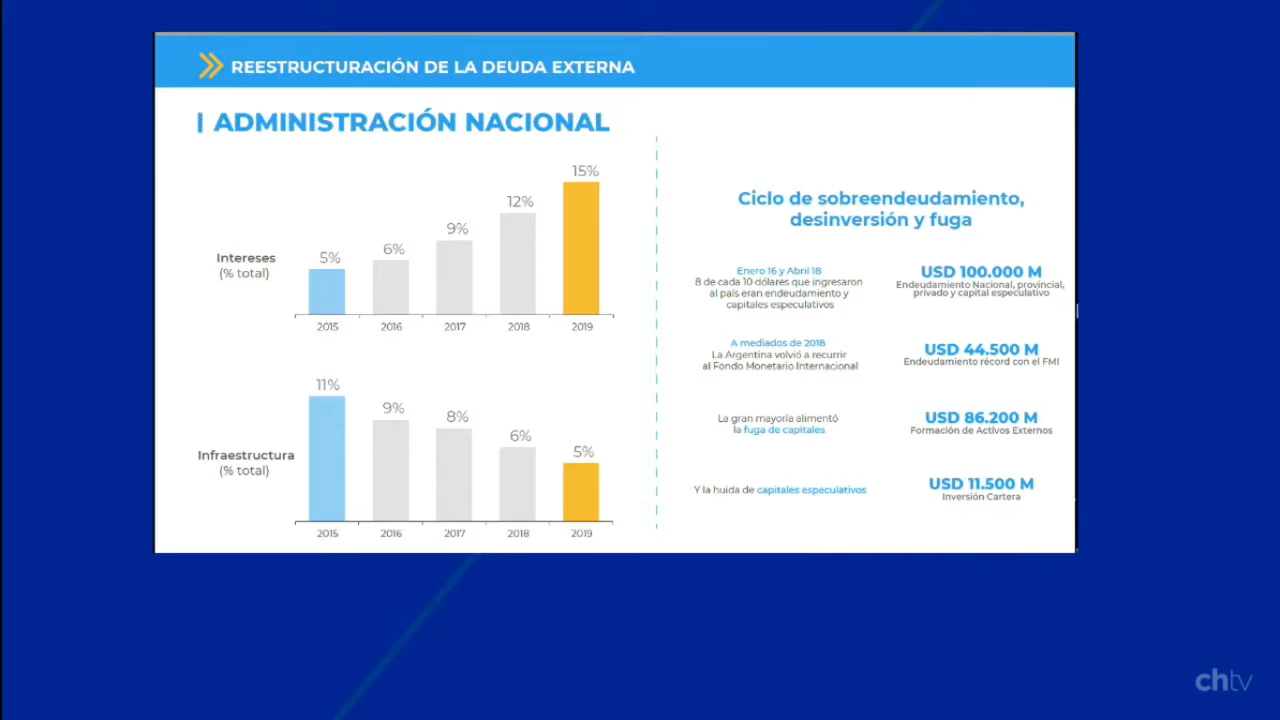 REESTRUCTURACIÓN DE LA DEUDA EXTERNA
ADMINISTRACIÓN NACIONAL
Intereses
(% total)
5%
6%
9%
12%
15%
2015
2016
2017
2018
2019
Infraestructura
(% total)
11%
9%
8%
6%
5%
2015
2016
2017
2018
2019
Ciclo de sobreendeudamiento,
desinversión y fuga
Enero 16 y Abril 18
8 de cada 10 dólares que ingresaron
al país eran endeudamiento y
capitales especulativos
USD 100.000 M
Endeudamiento Nacional, provincial,
privado y capital especulativo
A mediados de 2018
La Argentina volvió a recurrir
al Fondo Monetario Internacional
USD 44.500 M
Endeudamiento récord con el FMI
La gran mayoría alimentó
la fuga de capitales
USD 86.200 M
Formación de Activos Externos
Y la huida de capitales especulativos
USD 11.500 M
Inversión Cartera
chtv